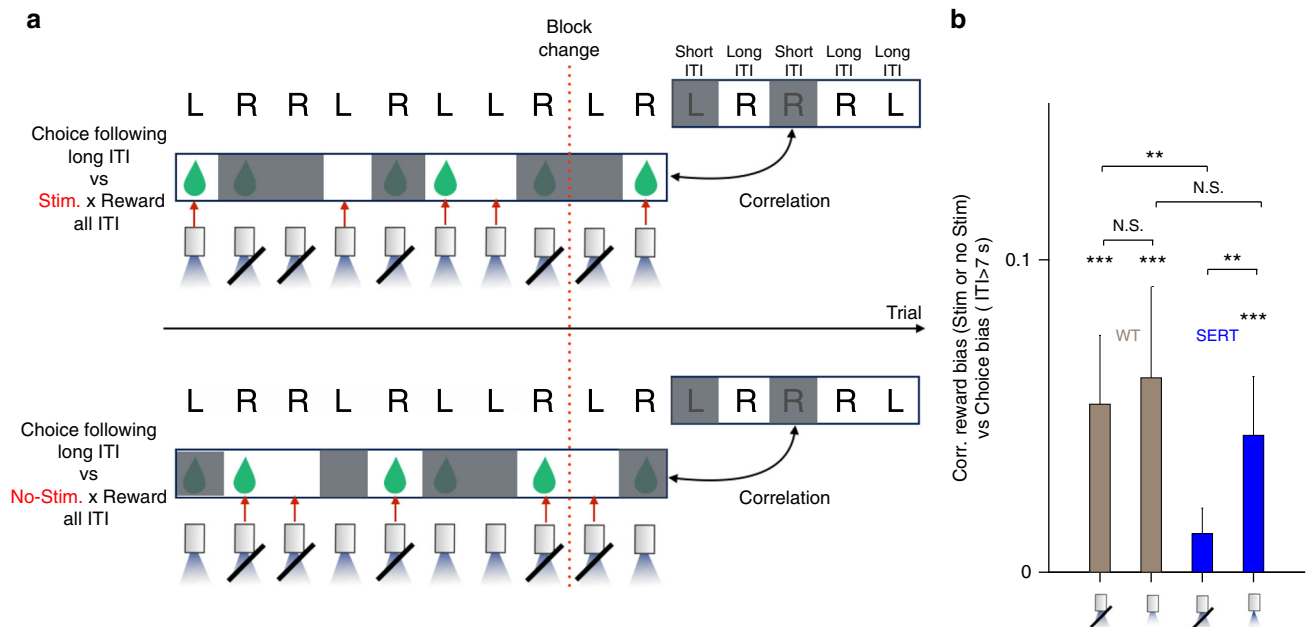 a
Block
change
Short
ITI
Long
ITI
Short
ITI
Long
ITI
Long
ITI
L R R L R L L R L R L R R R L
Choice following
long ITI
vs
Stim. x Reward
all ITI
Correlation
Trial
L R R L R L L R L R L R R R L
Choice following
long ITI
vs
No-Stim. x Reward
all ITI
Correlation
b
Corr. reward bias (Stim or no Stim)
vs Choice bias ( ITI>7 s)
0.1
0
**
N.S.
N.S.
*** ***
**
***
WT
SERT